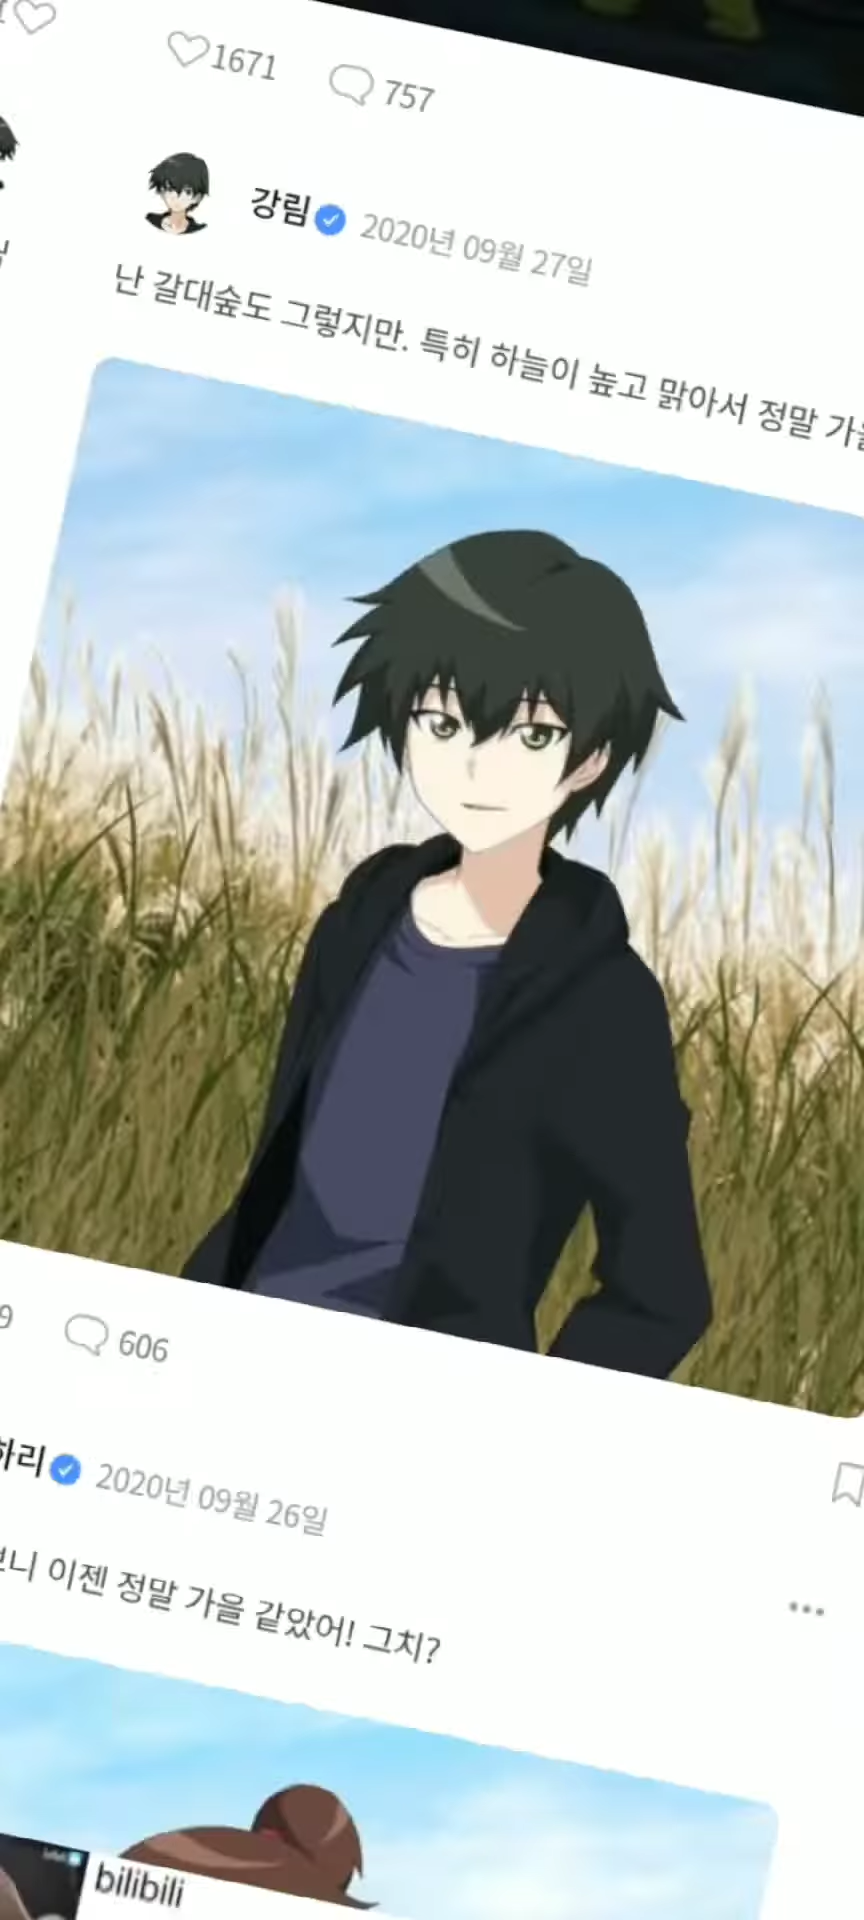 1671 757
강림 2020년 09월 27일
난 갈대숲도 그렇지만. 특히 하늘이 높고 맑아서 정말
606
하리 2020년 09월 26일
이젠 정말 가을 같았어! 그치?
bilibili